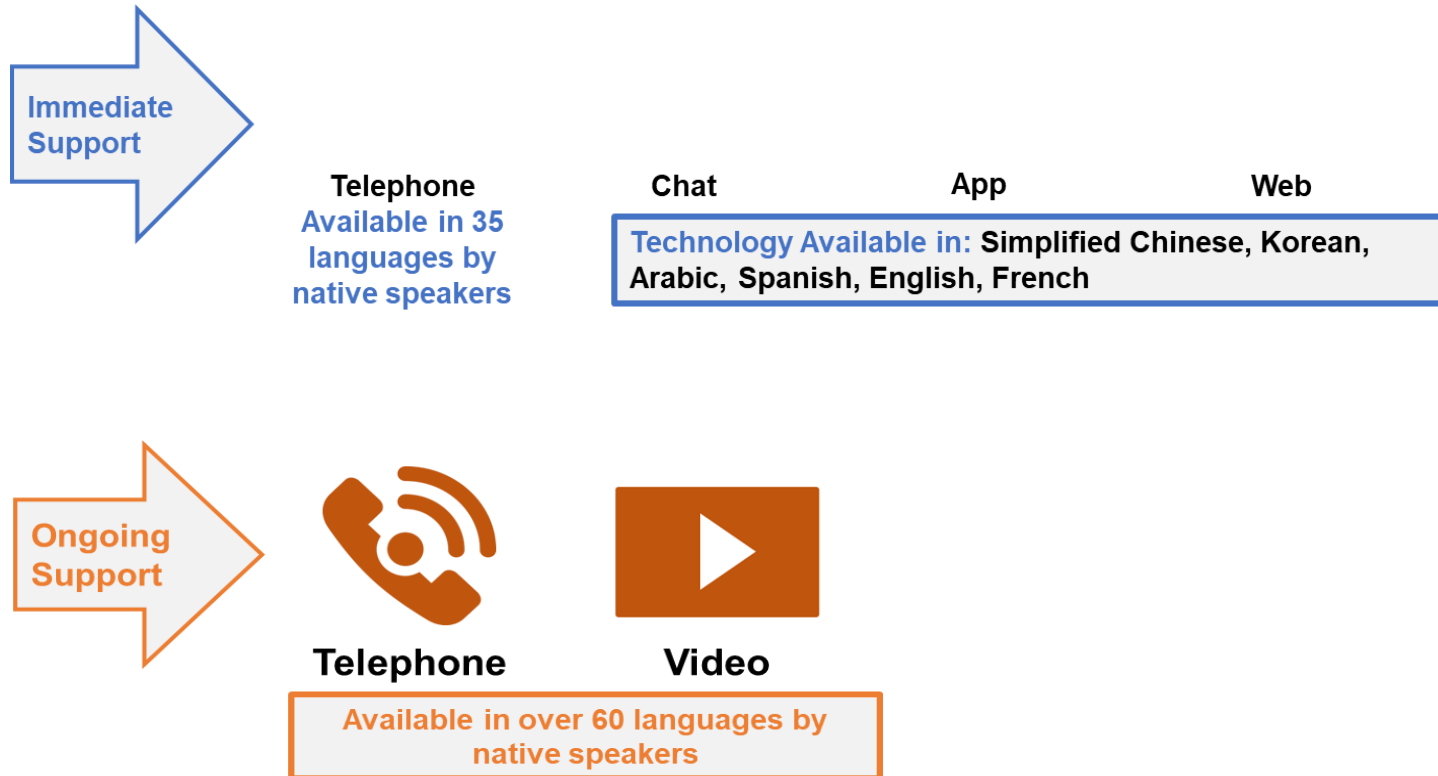 Immediate
Support
Telephone
Available in 35
languages by
native speakers
Chat
App
Web
Technology Available in: Simplified Chinese, Korean,
Arabic, Spanish, English, French
Ongoing
Support
Telephone
Video
Available in over 60 languages by
native speakers